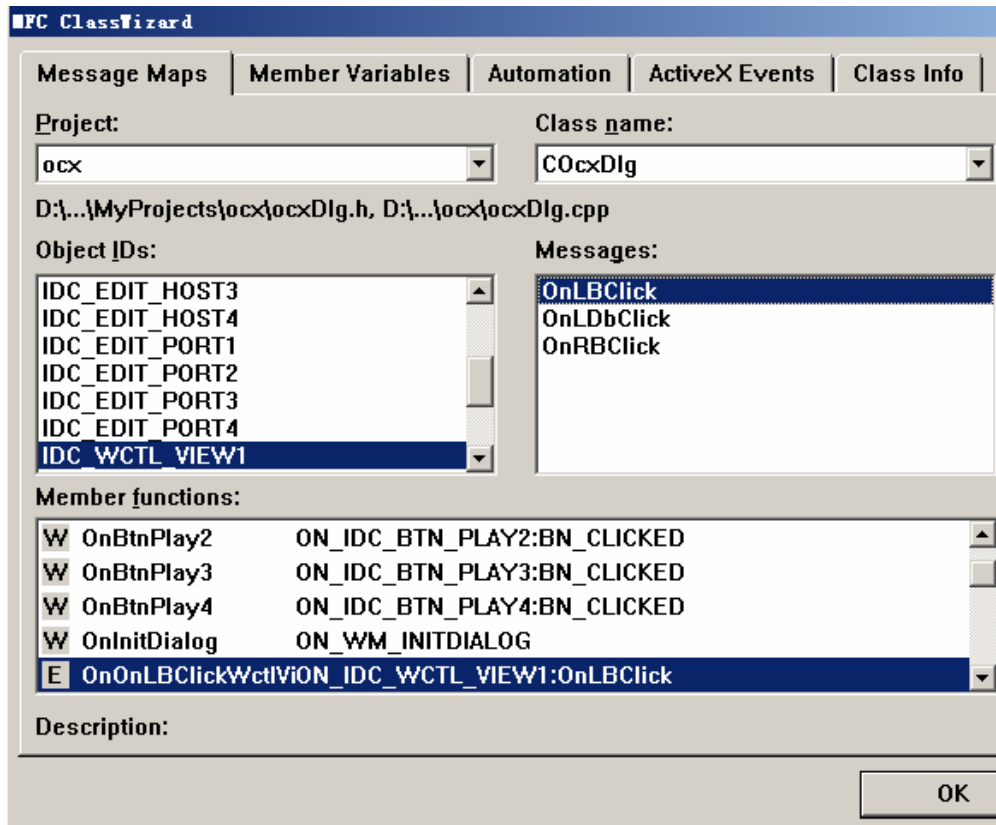 MFC ClassWizard
Message Maps Member Variables Automation ActiveX Events Class Info
Project: Class name:
ocx COcxDlg
D:\...\MyProjects\ocx\ocxDlg.h, D:\...\ocx\ocxDlg.cpp
Object IDs: Messages:
IDC_EDIT_HOST3 OnLBClick
IDC_EDIT_HOST4 OnLDbClick
IDC_EDIT_PORT1 OnRBClick
IDC_EDIT_PORT2
IDC_EDIT_PORT3
IDC_EDIT_PORT4
IDC_WCTL_VIEW1
Member functions:
W OnBtnPlay2 ON_IDC_BTN_PLAY2:BN_CLICKED
W OnBtnPlay3 ON_IDC_BTN_PLAY3:BN_CLICKED
W OnBtnPlay4 ON_IDC_BTN_PLAY4:BN_CLICKED
W OnInitDialog ON_WM_INITDIALOG
E OnOnLBClickWctlViON_IDC_WCTL_VIEW1:OnLBClick
Description:
OK